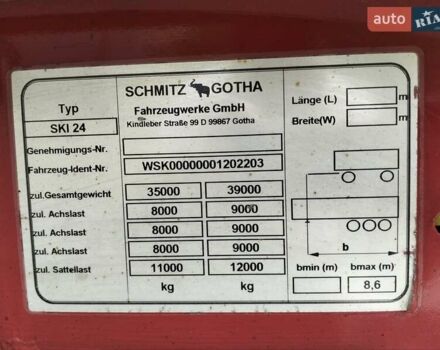 auto RIA
SCHMITZ GOTHA
Fahrzeugwerke GmbH
Kindleber Straße 99 D 99867 Gotha
Typ
SKI 24
Länge (L) m
Breite(W) m
Genehmigungs-Nr.
Fahrzeug-Ident-Nr. WSK00000001202203
zul.Gesamtgewicht 35000 39000
zul. Achslast 8000 9000
zul. Achslast 8000 9000
zul. Achslast 8000 9000
zul. Sattellast 11000 12000
kg kg
b
bmin (m) bmax (m)
8,6